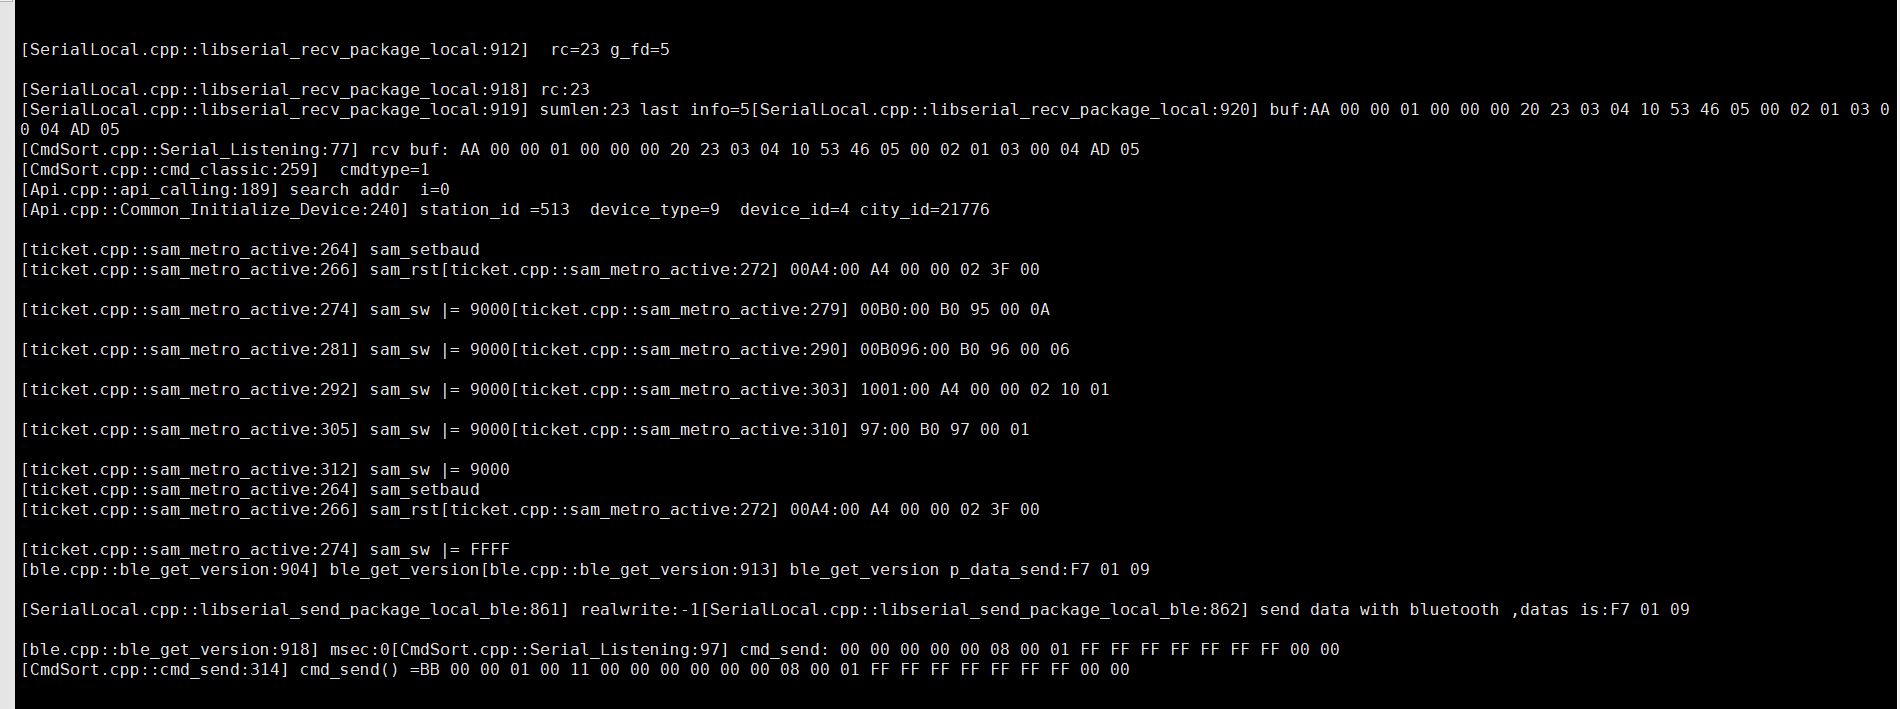 [SerialLocal.cpp::libserial_recv_package_local:912]  rc=23 g_fd=5
[SerialLocal.cpp::libserial_recv_package_local:918] rc:23
[SerialLocal.cpp::libserial_recv_package_local:919] sumlen:23 last info=5[SerialLocal.cpp::libserial_recv_package_local:920] buf:AA 00 00 01 00 00 00 20 23 03 04 10 53 46 05 00 02 01 03 0
0 04 AD 05
[CmdSort.cpp::Serial_Listening:77] rcv buf: AA 00 00 01 00 00 00 20 23 03 04 10 53 46 05 00 02 01 03 00 04 AD 05
[CmdSort.cpp::cmd_classic:259]  cmdtype=1
[Api.cpp::api_calling:189] search addr  i=0
[Api.cpp::Common_Initialize_Device:240] station_id =513  device_type=9  device_id=4 city_id=21776
[ticket.cpp::sam_metro_active:264] sam_setbaud
[ticket.cpp::sam_metro_active:266] sam_rst[ticket.cpp::sam_metro_active:272] 00A4:00 A4 00 00 02 3F 00
[ticket.cpp::sam_metro_active:274] sam_sw |= 9000[ticket.cpp::sam_metro_active:279] 00B0:00 B0 95 00 0A
[ticket.cpp::sam_metro_active:281] sam_sw |= 9000[ticket.cpp::sam_metro_active:290] 00B096:00 B0 96 00 06
[ticket.cpp::sam_metro_active:292] sam_sw |= 9000[ticket.cpp::sam_metro_active:303] 1001:00 A4 00 00 02 10 01
[ticket.cpp::sam_metro_active:305] sam_sw |= 9000[ticket.cpp::sam_metro_active:310] 97:00 B0 97 00 01
[ticket.cpp::sam_metro_active:312] sam_sw |= 9000
[ticket.cpp::sam_metro_active:264] sam_setbaud
[ticket.cpp::sam_metro_active:266] sam_rst[ticket.cpp::sam_metro_active:272] 00A4:00 A4 00 00 02 3F 00
[ticket.cpp::sam_metro_active:274] sam_sw |= FFFF
[ble.cpp::ble_get_version:904] ble_get_version[ble.cpp::ble_get_version:913] ble_get_version p_data_send:F7 01 09
[SerialLocal.cpp::libserial_send_package_local_ble:861] realwrite:-1[SerialLocal.cpp::libserial_send_package_local_ble:862] send data with bluetooth ,datas is:F7 01 09
[ble.cpp::ble_get_version:918] msec:0[CmdSort.cpp::Serial_Listening:97] cmd_send: 00 00 00 00 00 08 00 01 FF FF FF FF FF FF FF 00 00
[CmdSort.cpp::cmd_send:314] cmd_send() =BB 00 00 01 00 11 00 00 00 00 00 00 08 00 01 FF FF FF FF FF FF FF 00 00